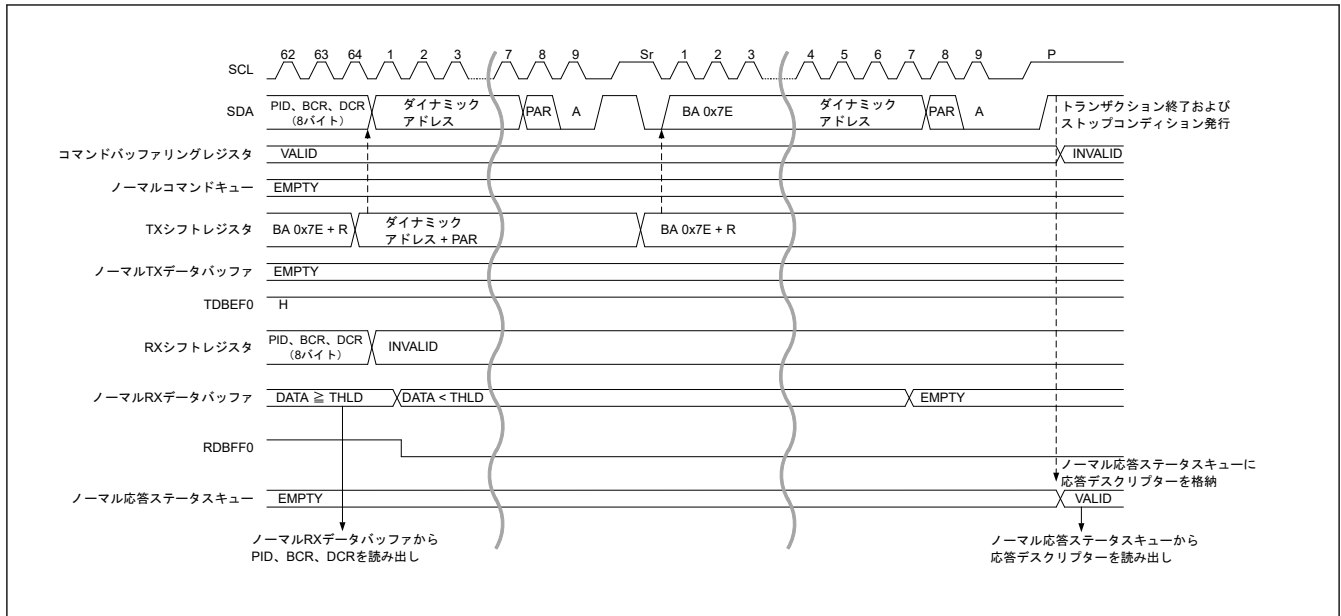 62 63 64 1 2 3 7 8 9 Sr 1 2 3 4 5 6 7 8 9 P
SCL
SDA
PID、BCR、DCR
(8バイト)
ダイナミック
アドレス
PAR
A
BA 0x7E
ダイナミック
アドレス
PAR
A
トランザクション終了および
ストップコンディション発行
コマンドバッファリングレジスタ
VALID
INVALID
ノーマルコマンドキュー
EMPTY
TXシフトレジスタ
BA 0x7E + R
ダイナミック
アドレス + PAR
BA 0x7E + R
ノーマルTXデータバッファ
EMPTY
TDBEF0
H
RXシフトレジスタ
PID、BCR、DCR
(8バイト)
INVALID
ノーマルRXデータバッファ
DATA ≧ THLD
DATA < THLD
EMPTY
RDBFF0
ノーマル応答ステータスキューに
応答デスクリプターを格納
ノーマル応答ステータスキュー
EMPTY
VALID
ノーマルRXデータバッファから
PID、BCR、DCRを読み出し
ノーマル応答ステータスキューから
応答デスクリプターを読み出し